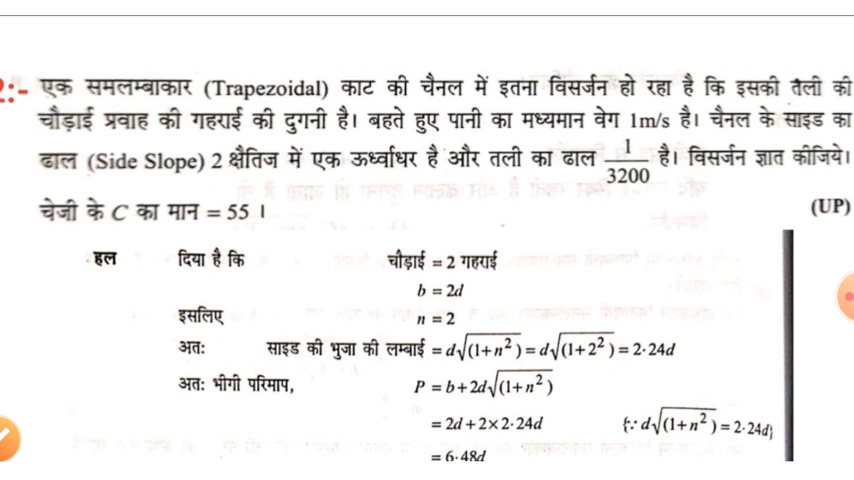 2:- एक समलम्बाकार (Trapezoidal) काट की चैनल में इतना विसर्जन हो रहा है कि इसकी तली की
चौड़ाई प्रवाह की गहराई की दुगनी है। बहते हुए पानी का मध्यमान वेग 1m/s है। चैनल के साइड का
ढाल (Side Slope) 2 क्षैतिज में एक ऊर्ध्वाधर है और तली का ढाल 1/3200 है। विसर्जन ज्ञात कीजिये।
चेजी के C का मान = 55 । (UP)
हल दिया है कि चौड़ाई = 2 गहराई
b = 2d
इसलिए n = 2
अतः साइड की भुजा की लम्बाई = d√(1+n²) = d√(1+2²) = 2·24d
अतः भीगी परिमाप, P = b+2d√(1+n²)
= 2d+2×2·24d {∵ d√(1+n²) = 2·24d}
= 6·48d